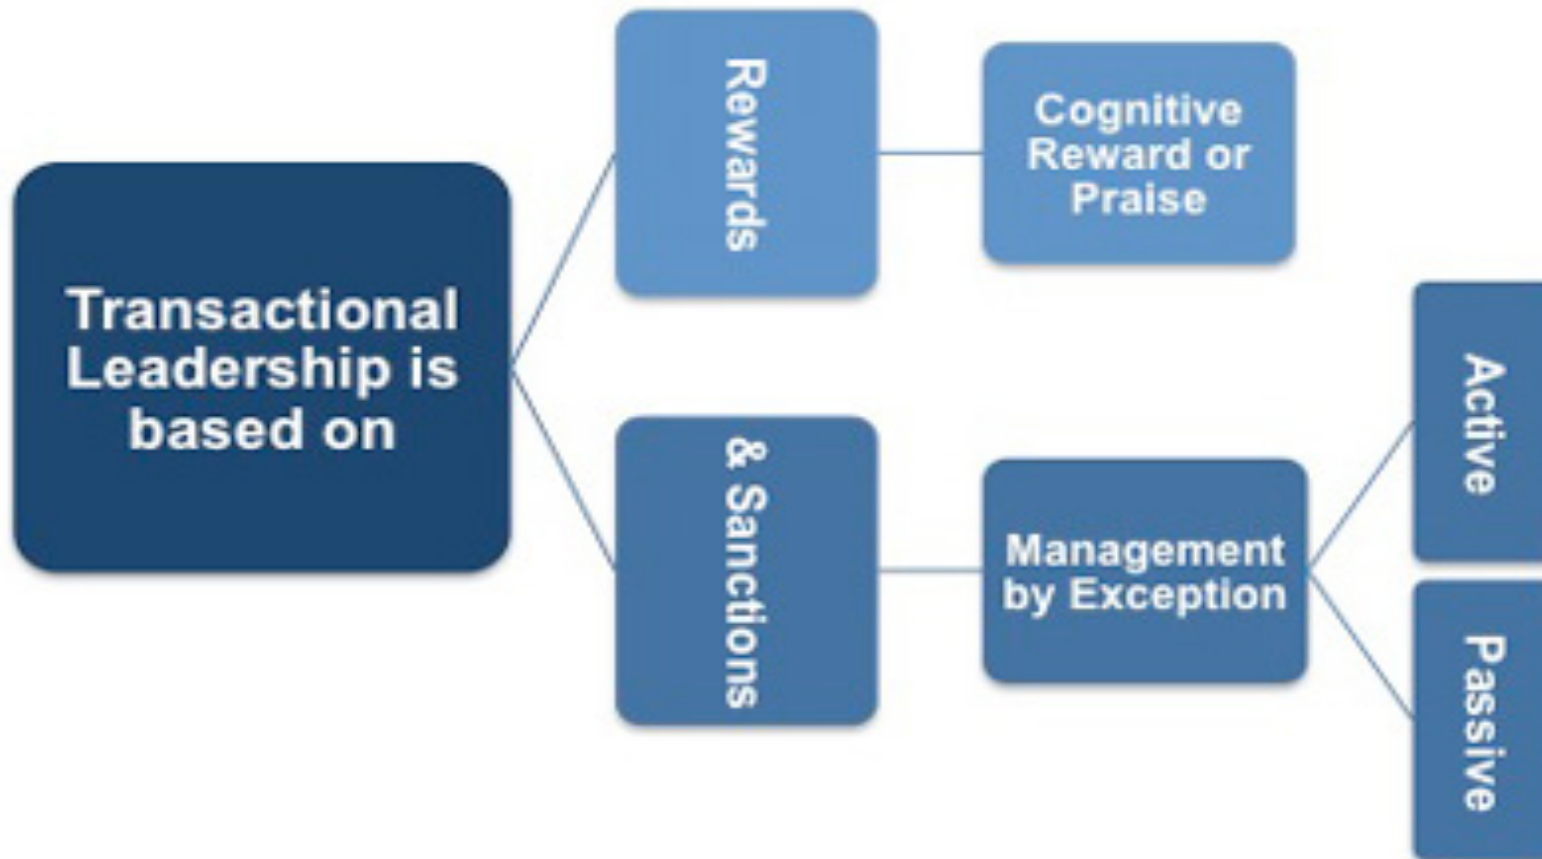 Transactional
Leadership is
based on
Rewards
Cognitive
Reward or
Praise
& Sanctions
Management
by Exception
Active
Passive